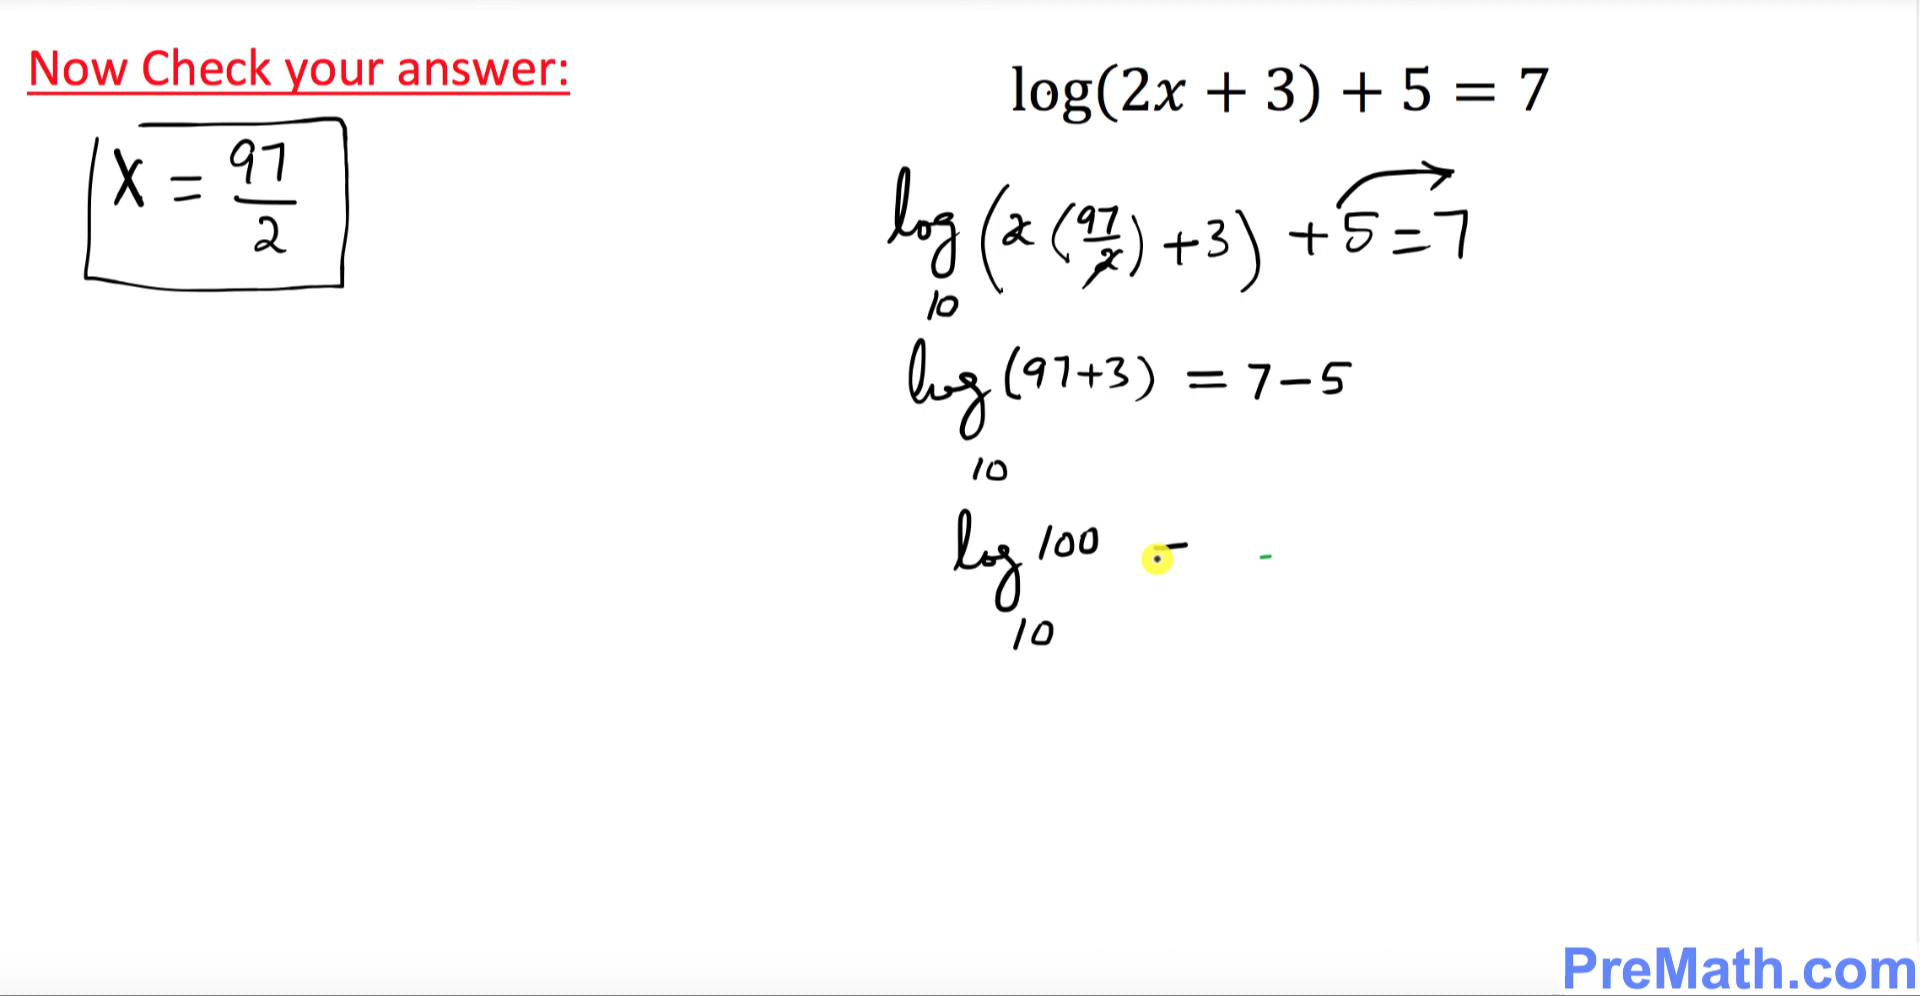 Now Check your answer:
x = 97/2
log(2x + 3) + 5 = 7
log₁₀(2(97/2) + 3) + 5 = 7
log₁₀(97+3) = 7 - 5
log₁₀ 100 =
PreMath.com